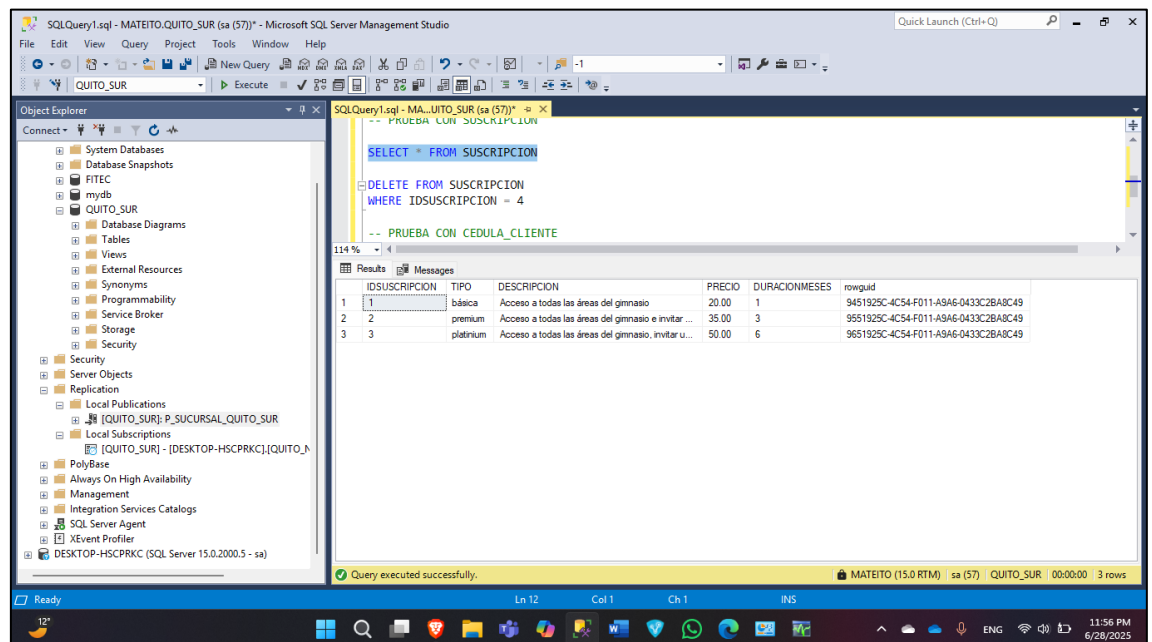 SQLQuery1.sql - MATEITO.QUITO_SUR (sa (57))* - Microsoft SQL Server Management Studio
Quick Launch (Ctrl+Q)
File Edit View Query Project Tools Window Help
New Query MDX DMX XMLA DAX -1
QUITO_SUR Execute
Object Explorer
SQLQuery1.sql - MA...UITO_SUR (sa (57))*
Connect
System Databases
Database Snapshots
FITEC
mydb
QUITO_SUR
Database Diagrams
Tables
Views
External Resources
Synonyms
Programmability
Service Broker
Storage
Security
Security
Server Objects
Replication
Local Publications
[QUITO_SUR]: P_SUCURSAL_QUITO_SUR
Local Subscriptions
[QUITO_SUR] - [DESKTOP-HSCPRKC].[QUITO_N
PolyBase
Always On High Availability
Management
Integration Services Catalogs
SQL Server Agent
XEvent Profiler
DESKTOP-HSCPRKC (SQL Server 15.0.2000.5 - sa)
-- PRUEBA CON SUSCRIPCION
SELECT * FROM SUSCRIPCION
DELETE FROM SUSCRIPCION
WHERE IDSUSCRIPCION = 4
-- PRUEBA CON CEDULA_CLIENTE
114 %
Results Messages
IDSUSCRIPCION TIPO DESCRIPCION PRECIO DURACIONMESES rowguid
1 1 básica Acceso a todas las áreas del gimnasio 20.00 1 9451925C-4C54-F011-A9A6-0433C2BA8C49
2 2 premium Acceso a todas las áreas del gimnasio e invitar ... 35.00 3 9551925C-4C54-F011-A9A6-0433C2BA8C49
3 3 platinium Acceso a todas las áreas del gimnasio, invitar u... 50.00 6 9651925C-4C54-F011-A9A6-0433C2BA8C49
Query executed successfully.
MATEITO (15.0 RTM) sa (57) QUITO_SUR 00:00:00 3 rows
Ready Ln 12 Col 1 Ch 1 INS
12°
ENG
11:56 PM
6/28/2025